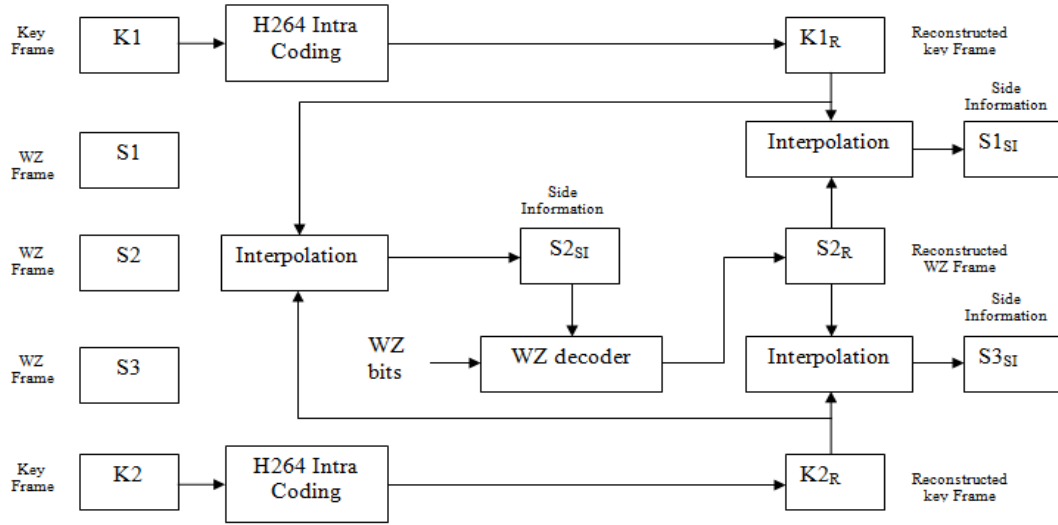 Key
Frame
K1
H264 Intra
Coding
K1R
Reconstructed
key Frame
Side
Information
WZ
Frame
S1
Interpolation
S1SI
Side
Information
WZ
Frame
S2
Interpolation
S2SI
S2R
Reconstructed
WZ Frame
Side
Information
WZ
Frame
S3
WZ
bits
WZ decoder
Interpolation
S3SI
Key
Frame
K2
H264 Intra
Coding
K2R
Reconstructed
key Frame